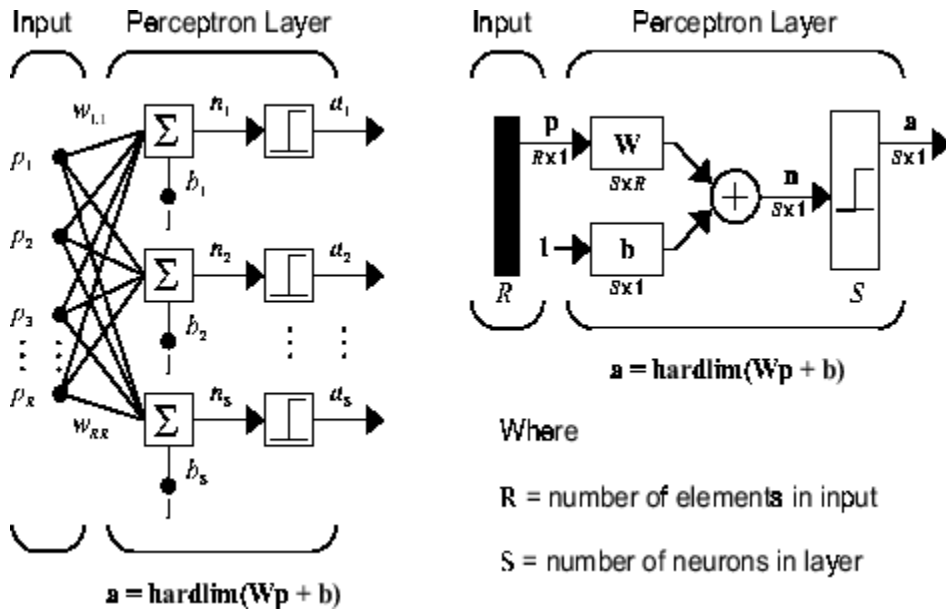 Input Perceptron Layer
w1,1
n1 a1
Σ
p1
b1
1
p2
n2 a2
Σ
p3
b2
1
pR
nS aS
Σ
wRR
bS
1
a = hardlim(Wp + b)
Input Perceptron Layer
p
R x 1
W
S x R
1
b
S x 1
+
n
S x 1
a
S x 1
R
S
a = hardlim(Wp + b)
Where
R = number of elements in input
S = number of neurons in layer